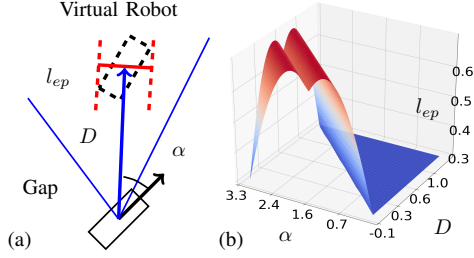 Virtual Robot
l_ep
D
α
Gap
(a)
0.6
0.5
l_ep
0.4
0.3
1.0
0.6
0.3
-0.1
D
3.3
2.4
1.6
0.7
α
(b)